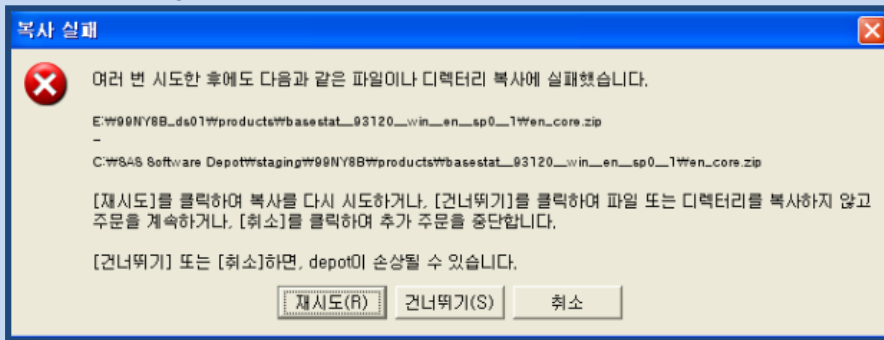 복사 실패
여러 번 시도한 후에도 다음과 같은 파일이나 디렉터리 복사에 실패했습니다.
E:₩99NY8B_ds01₩products₩basestat__93120__win__en__sp0__1₩en_core.zip
-
C:₩SAS Software Depot₩staging₩99NY8B₩products₩basestat__93120__win__en__sp0__1₩en_core.zip
[재시도]를 클릭하여 복사를 다시 시도하거나, [건너뛰기]를 클릭하여 파일 또는 디렉터리를 복사하지 않고
주문을 계속하거나, [취소]를 클릭하여 추가 주문을 중단합니다.
[건너뛰기] 또는 [취소]하면, depot이 손상될 수 있습니다.
재시도(R) 건너뛰기(S) 취소